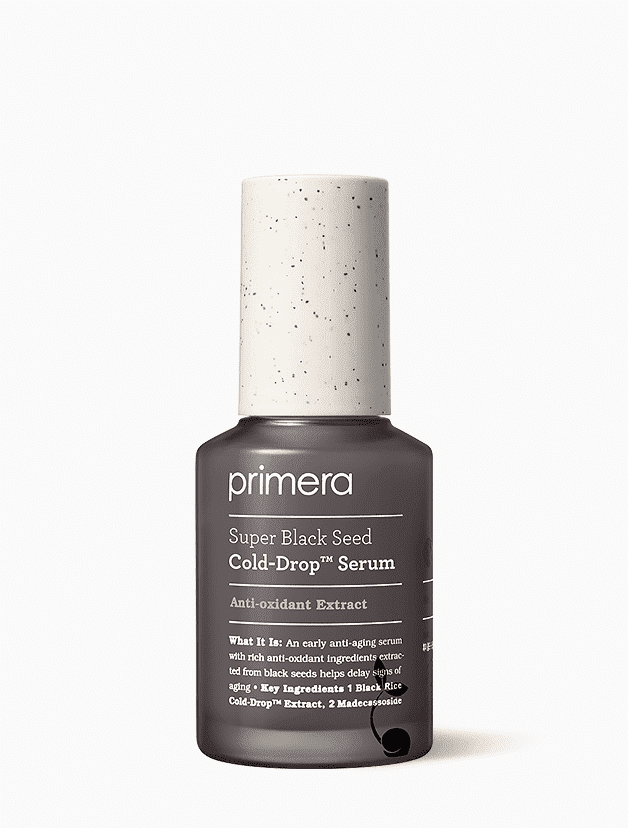 primera
Super Black Seed
Cold-Drop™ Serum
Anti-oxidant Extract
What It Is: An early anti-aging serum
with rich anti-oxidant ingredients extrac-
ted from black seeds helps delay signs of
aging • Key Ingredients 1 Black Rice
Cold-Drop™ Extract, 2 Madecassoside